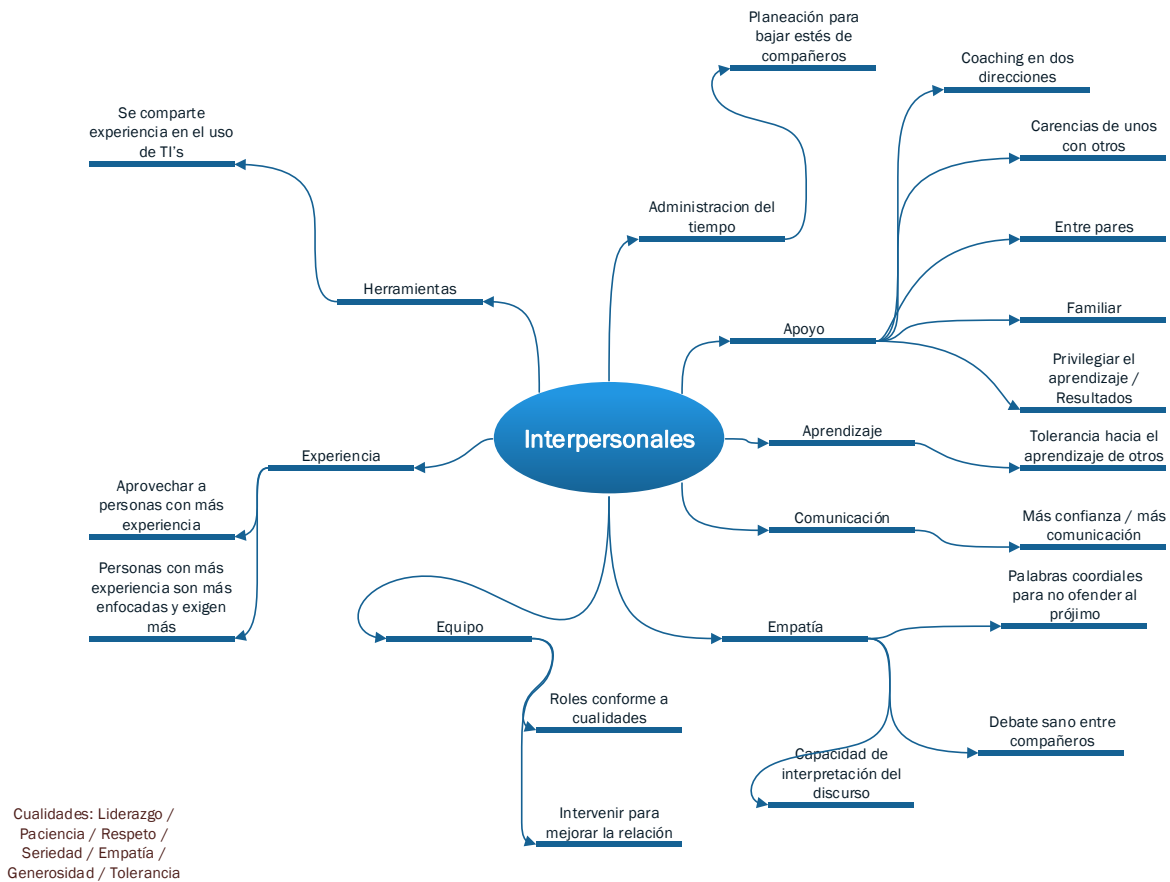 Planeación para
bajar estés de
compañeros
Coaching en dos
direcciones
Se comparte
experiencia en el uso
de TI's
Carencias de unos
con otros
Administracion del
tiempo
Entre pares
Herramientas
Familiar
Apoyo
Privilegiar el
aprendizaje /
Resultados
Interpersonales
Aprendizaje
Tolerancia hacia el
aprendizaje de otros
Experiencia
Aprovechar a
personas con más
experiencia
Comunicación
Más confianza / más
comunicación
Personas con más
experiencia son más
enfocadas y exigen
más
Palabras coordiales
para no ofender al
prójimo
Equipo
Empatía
Roles conforme a
cualidades
Debate sano entre
compañeros
Capacidad de
interpretación del
discurso
Intervenir para
mejorar la relación
Cualidades: Liderazgo /
Paciencia / Respeto /
Seriedad / Empatía /
Generosidad / Tolerancia